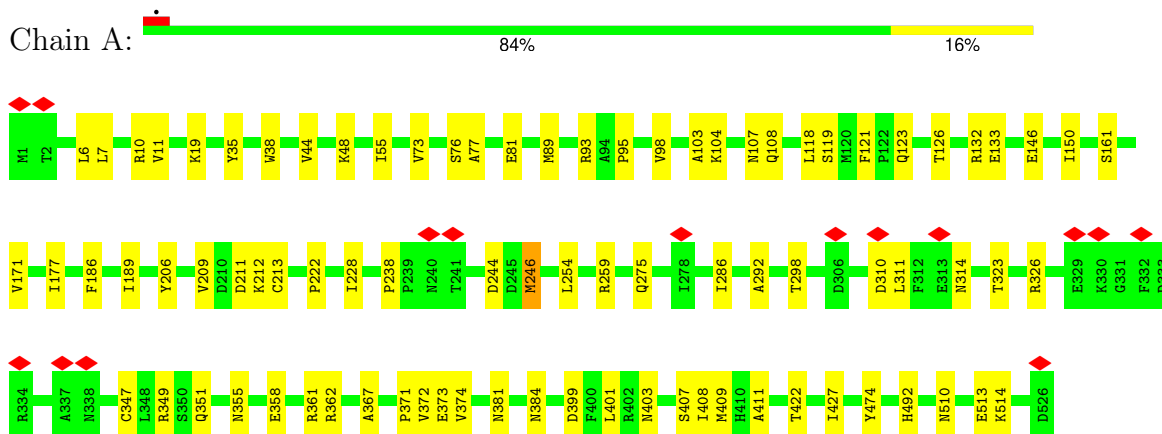 Chain A:
84% 16%
M1 T2 L6 L7 R10 V11 K19 Y35 W38 V44 K48 I55 V73 S76 A77 E81 M89 R93 A94 P95 V98 A103 K104 N107 Q108 L118 S119 M120 F121 P122 Q123 T126 R132 E133 E146 I150 S161
V171 I177 F186 I189 Y206 V209 D210 D211 K212 C213 P222 I228 P238 P239 N240 T241 D244 D245 M246 L254 R259 Q275 I278 I286 A292 T298 D306 D310 L311 F312 E313 N314 T323 R326 E329 K330 G331 F332 D333
R334 A337 N338 C347 L348 R349 S350 Q351 N355 E358 R361 R362 A367 P371 V372 E373 V374 N381 N384 D399 F400 L401 R402 N403 S407 I408 M409 H410 A411 T422 I427 Y474 H492 N510 E513 K514 D526